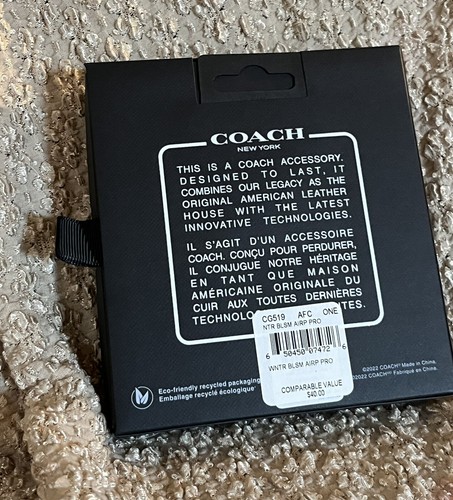 COACH
NEW YORK
THIS IS A COACH ACCESSORY.
DESIGNED TO LAST, IT
COMBINES OUR LEGACY AS THE
ORIGINAL AMERICAN LEATHER
HOUSE WITH THE LATEST
INNOVATIVE TECHNOLOGIES.
IL S'AGIT D'UN ACCESSOIRE
COACH. CONÇU POUR PERDURER,
IL CONJUGUE NOTRE HÉRITAGE
EN TANT QUE MAISON
AMÉRICAINE ORIGINALE DU
CUIR AUX TOUTES DERNIÈRES
TECHNOLO TES.
CG519 AFC ONE
NTR BLSM AIRP PRO
6 50450 07472 6
WNTR BLSM AIRP PRO
COMPARABLE VALUE
$40.00
Eco-friendly recycled packaging
Emballage recyclé écologique
©2022 COACH® Made in China.
©2022 COACH® Fabriqué en Chine.